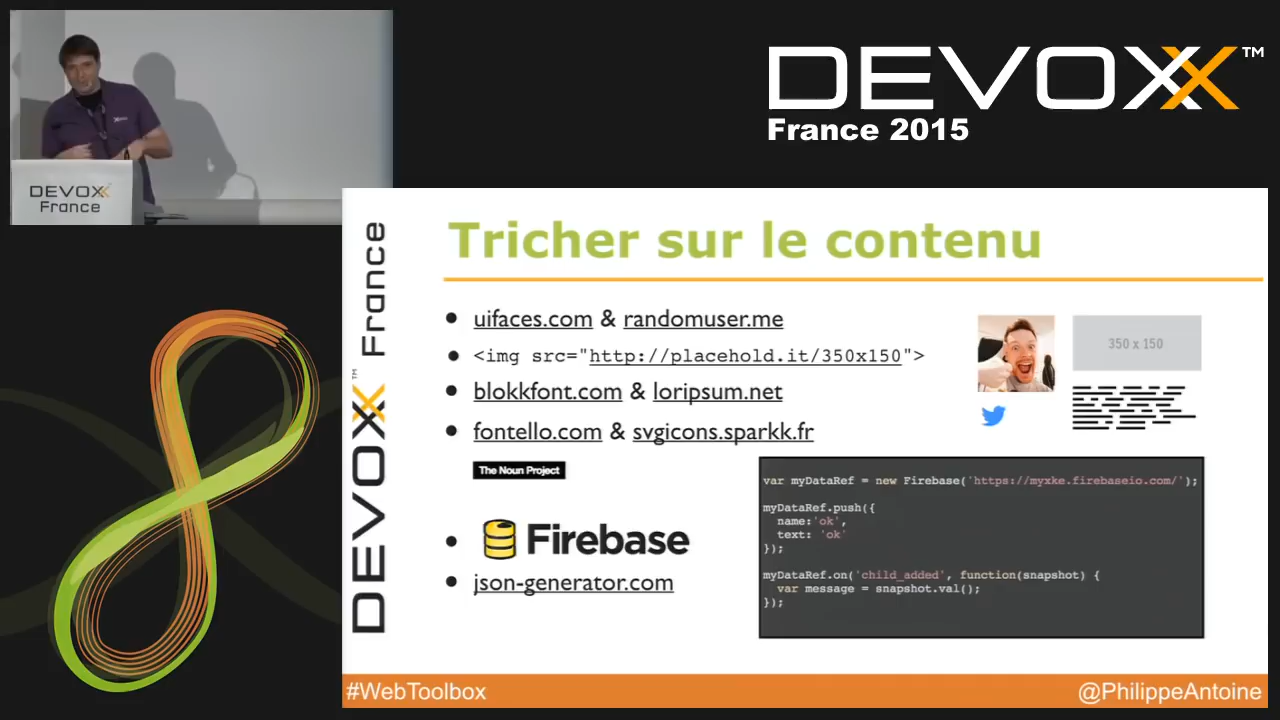 DEVOXX™
France 2015
DEVOXX
France
DEVOXX™ France
Tricher sur le contenu
uifaces.com & randomuser.me
<img src="http://placehold.it/350x150">
blokkfont.com & loripsum.net
fontello.com & svgicons.sparkk.fr
The Noun Project
Firebase
json-generator.com
350 x 150
var myDataRef = new Firebase('https://myxke.firebaseio.com/');
myDataRef.push({
name:'ok',
text: 'ok'
});
myDataRef.on('child_added', function(snapshot) {
var message = snapshot.val();
});
#WebToolbox
@PhilippeAntoine